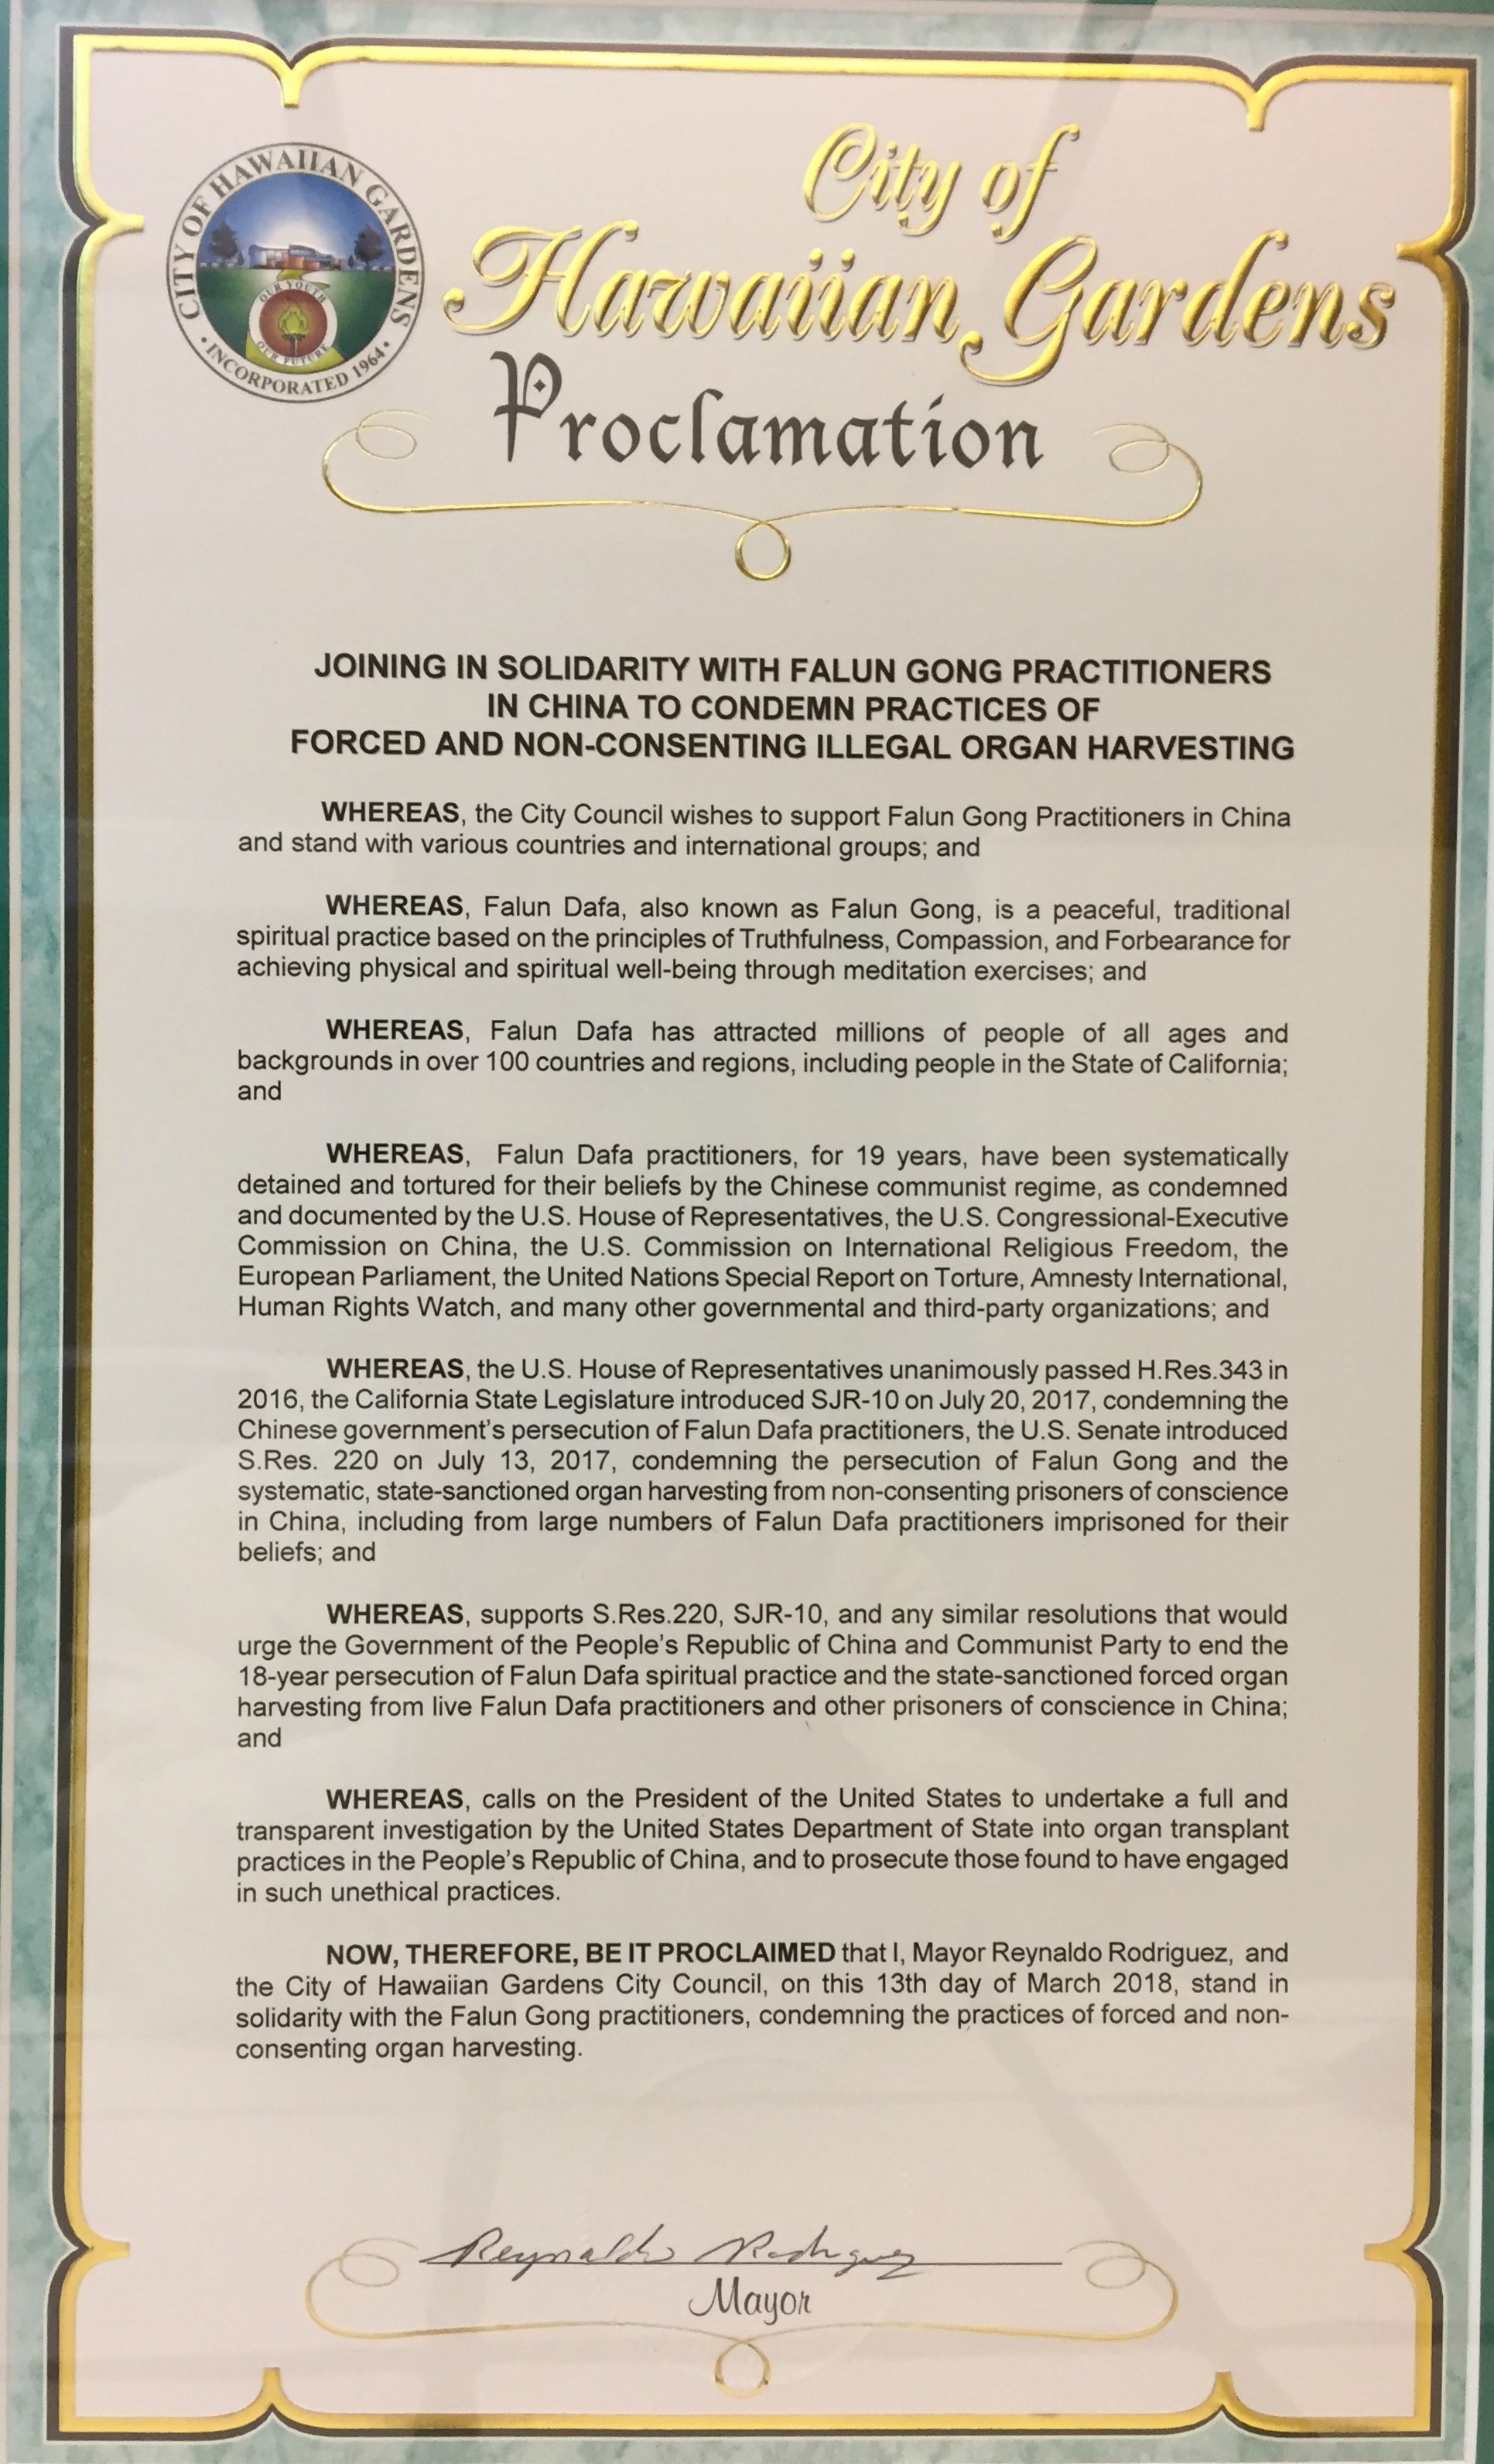 CITY OF HAWAIIAN GARDENS
OUR YOUTH
OUR FUTURE
• INCORPORATED 1964 •
City of
Hawaiian Gardens
Proclamation
JOINING IN SOLIDARITY WITH FALUN GONG PRACTITIONERS
IN CHINA TO CONDEMN PRACTICES OF
FORCED AND NON-CONSENTING ILLEGAL ORGAN HARVESTING
WHEREAS, the City Council wishes to support Falun Gong Practitioners in China
and stand with various countries and international groups; and
WHEREAS, Falun Dafa, also known as Falun Gong, is a peaceful, traditional
spiritual practice based on the principles of Truthfulness, Compassion, and Forbearance for
achieving physical and spiritual well-being through meditation exercises; and
WHEREAS, Falun Dafa has attracted millions of people of all ages and
backgrounds in over 100 countries and regions, including people in the State of California;
and
WHEREAS, Falun Dafa practitioners, for 19 years, have been systematically
detained and tortured for their beliefs by the Chinese communist regime, as condemned
and documented by the U.S. House of Representatives, the U.S. Congressional-Executive
Commission on China, the U.S. Commission on International Religious Freedom, the
European Parliament, the United Nations Special Report on Torture, Amnesty International,
Human Rights Watch, and many other governmental and third-party organizations; and
WHEREAS, the U.S. House of Representatives unanimously passed H.Res.343 in
2016, the California State Legislature introduced SJR-10 on July 20, 2017, condemning the
Chinese government's persecution of Falun Dafa practitioners, the U.S. Senate introduced
S.Res. 220 on July 13, 2017, condemning the persecution of Falun Gong and the
systematic, state-sanctioned organ harvesting from non-consenting prisoners of conscience
in China, including from large numbers of Falun Dafa practitioners imprisoned for their
beliefs; and
WHEREAS, supports S.Res.220, SJR-10, and any similar resolutions that would
urge the Government of the People's Republic of China and Communist Party to end the
18-year persecution of Falun Dafa spiritual practice and the state-sanctioned forced organ
harvesting from live Falun Dafa practitioners and other prisoners of conscience in China;
and
WHEREAS, calls on the President of the United States to undertake a full and
transparent investigation by the United States Department of State into organ transplant
practices in the People's Republic of China, and to prosecute those found to have engaged
in such unethical practices.
NOW, THEREFORE, BE IT PROCLAIMED that I, Mayor Reynaldo Rodriguez, and
the City of Hawaiian Gardens City Council, on this 13th day of March 2018, stand in
solidarity with the Falun Gong practitioners, condemning the practices of forced and non-
consenting organ harvesting.
Reynaldo Rodriguez
Mayor